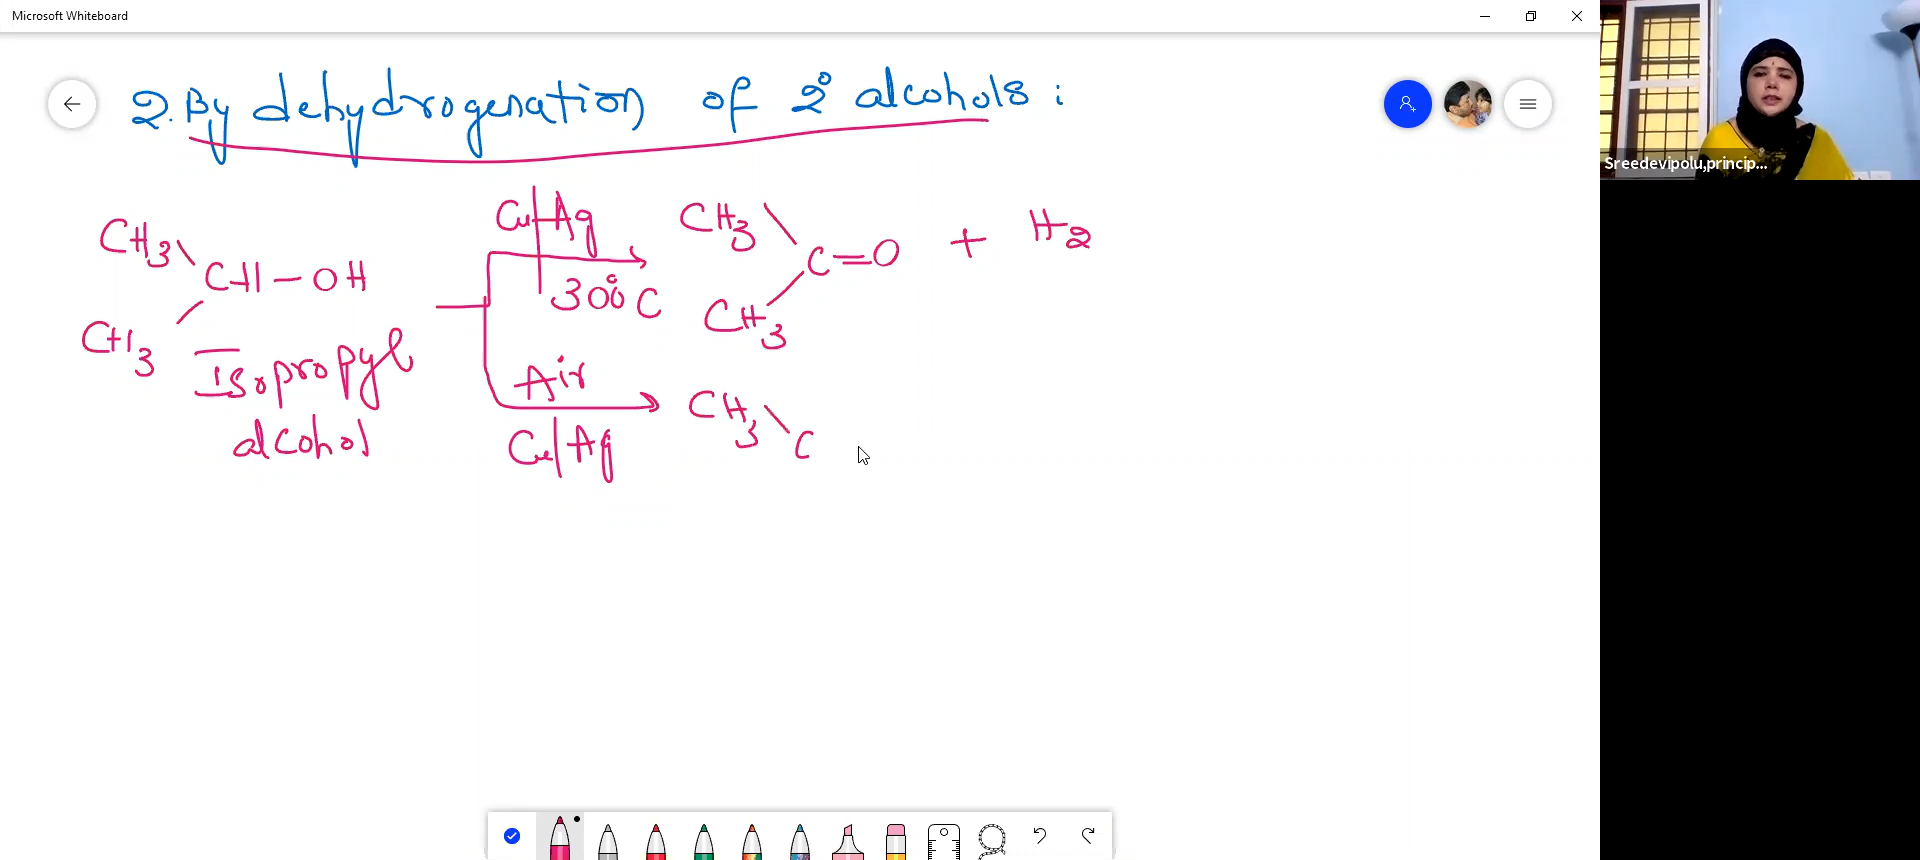 Microsoft Whiteboard
2. By dehydrogenation of 2° alcohols :
CH3
CH - OH
CH3
Isopropyl
alcohol
Cu/Ag
300°C
CH3
C=O + H2
CH3
Air
Cu/Ag
CH3
C
Sreedevipolu,princip...